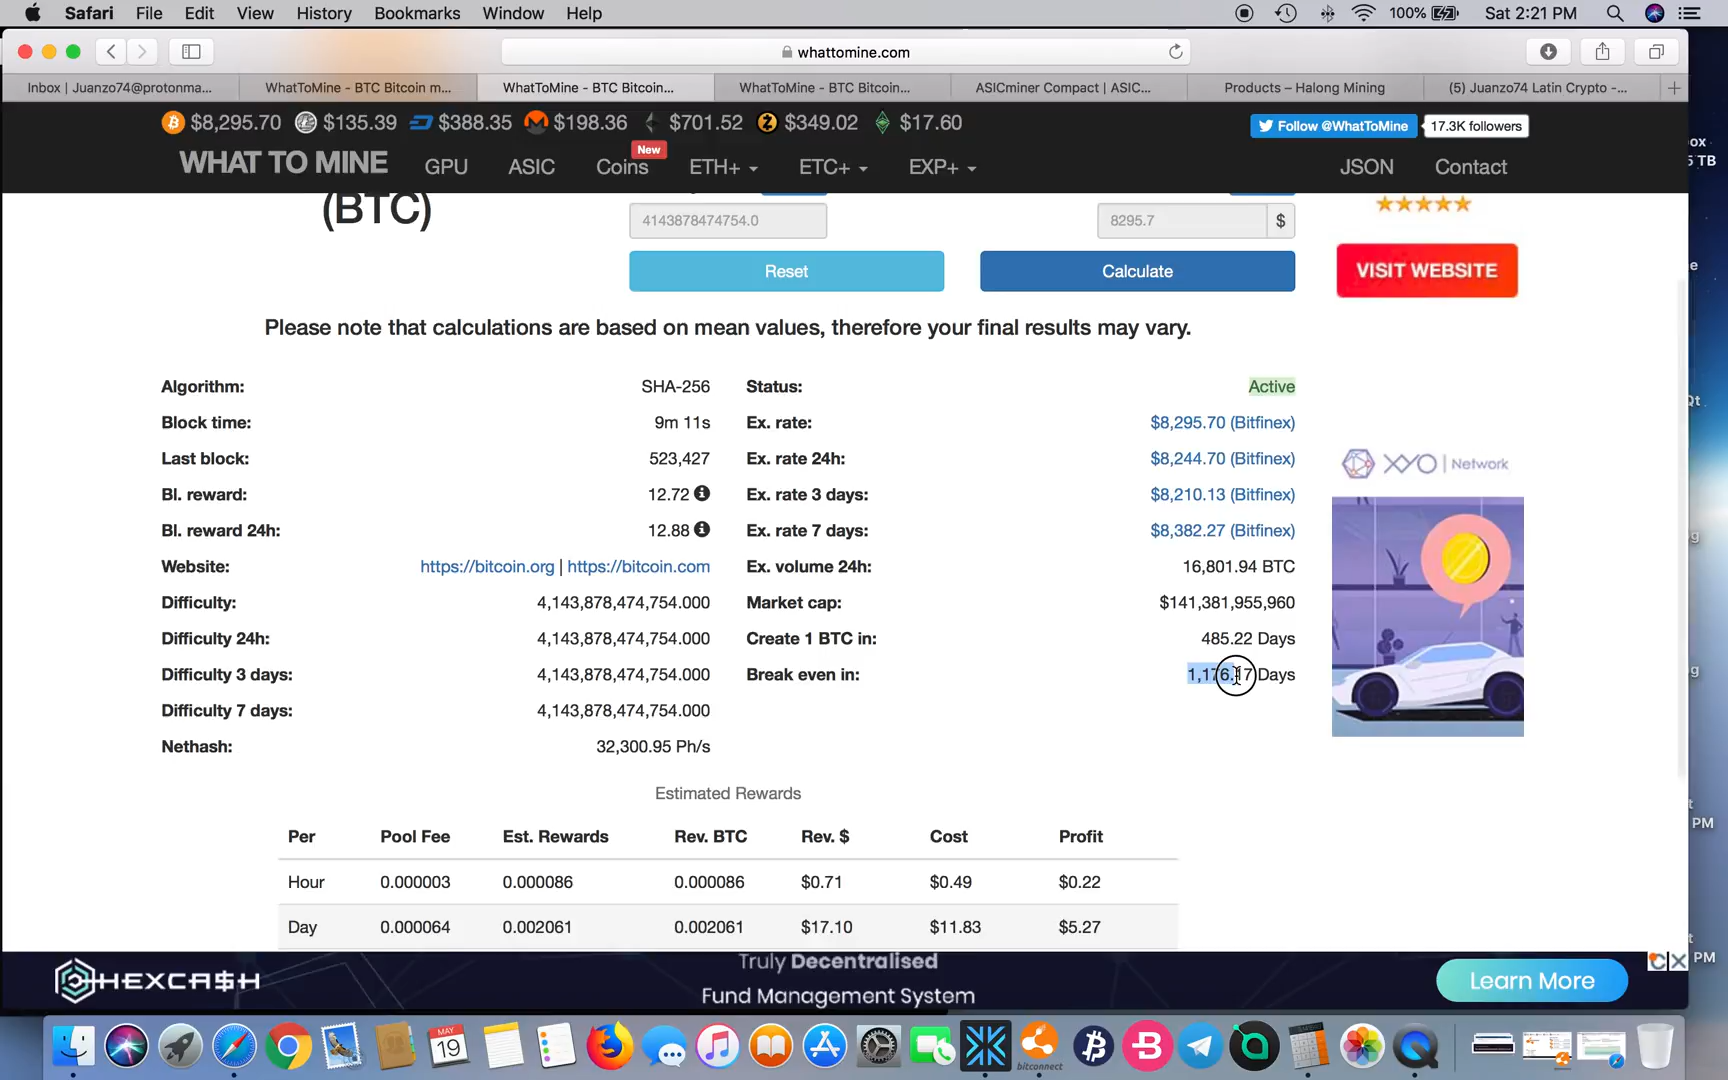 Safari File Edit View History Bookmarks Window Help 100% Sat 2:21 PM
whattomine.com
Inbox | Juanzo74@protonma... WhatToMine - BTC Bitcoin m... WhatToMine - BTC Bitcoin... WhatToMine - BTC Bitcoin... ASICminer Compact | ASIC... Products – Halong Mining (5) Juanzo74 Latin Crypto -...
$8,295.70 $135.39 $388.35 $198.36 $701.52 $349.02 $17.60 Follow @WhatToMine 17.3K followers
WHAT TO MINE GPU ASIC Coins New ETH+ ETC+ EXP+ JSON Contact
(BTC) 4143878474754.0 8295.7 $
Reset Calculate VISIT WEBSITE
Please note that calculations are based on mean values, therefore your final results may vary.
Algorithm: SHA-256 Status: Active
Block time: 9m 11s Ex. rate: $8,295.70 (Bitfinex)
Last block: 523,427 Ex. rate 24h: $8,244.70 (Bitfinex)
XYO | Network
Bl. reward: 12.72 Ex. rate 3 days: $8,210.13 (Bitfinex)
Bl. reward 24h: 12.88 Ex. rate 7 days: $8,382.27 (Bitfinex)
Website: https://bitcoin.org | https://bitcoin.com Ex. volume 24h: 16,801.94 BTC
Difficulty: 4,143,878,474,754.000 Market cap: $141,381,955,960
Difficulty 24h: 4,143,878,474,754.000 Create 1 BTC in: 485.22 Days
Difficulty 3 days: 4,143,878,474,754.000 Break even in: 1,176.17 Days
Difficulty 7 days: 4,143,878,474,754.000
Nethash: 32,300.95 Ph/s
Estimated Rewards
Per Pool Fee Est. Rewards Rev. BTC Rev. $ Cost Profit
Hour 0.000003 0.000086 0.000086 $0.71 $0.49 $0.22
Day 0.000064 0.002061 0.002061 $17.10 $11.83 $5.27
HEXCA$H Truly Decentralised
Fund Management System Learn More
MAY
19
bitconnect